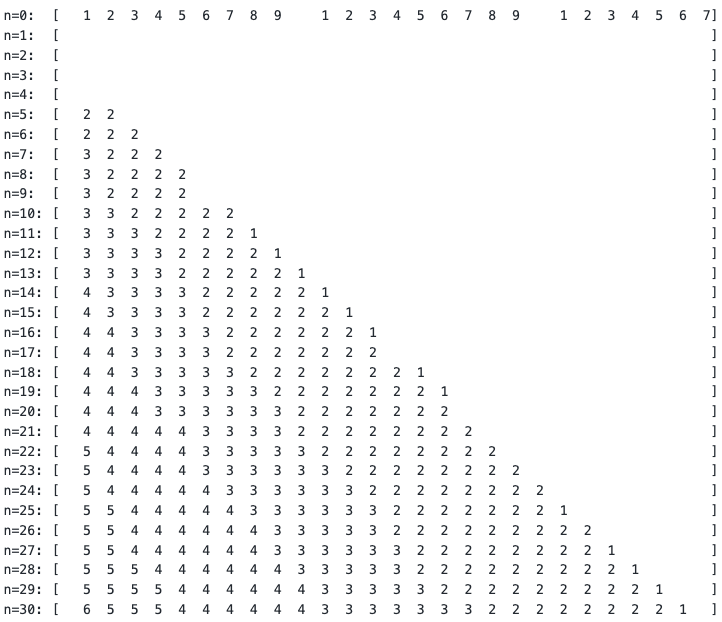 n=0: [ 1 2 3 4 5 6 7 8 9   1 2 3 4 5 6 7 8 9   1 2 3 4 5 6 7]
n=1: [ ]
n=2: [ ]
n=3: [ ]
n=4: [ ]
n=5: [ 2 2 ]
n=6: [ 2 2 2 ]
n=7: [ 3 2 2 2 ]
n=8: [ 3 2 2 2 2 ]
n=9: [ 3 2 2 2 2 ]
n=10: [ 3 3 2 2 2 2 2 ]
n=11: [ 3 3 3 2 2 2 2 1 ]
n=12: [ 3 3 3 3 2 2 2 2 1 ]
n=13: [ 3 3 3 3 2 2 2 2 2 1 ]
n=14: [ 4 3 3 3 3 2 2 2 2 2 1 ]
n=15: [ 4 3 3 3 3 2 2 2 2 2 2 1 ]
n=16: [ 4 4 3 3 3 3 2 2 2 2 2 2 1 ]
n=17: [ 4 4 3 3 3 3 2 2 2 2 2 2 2 ]
n=18: [ 4 4 3 3 3 3 3 2 2 2 2 2 2 2 1 ]
n=19: [ 4 4 4 3 3 3 3 3 2 2 2 2 2 2 2 1 ]
n=20: [ 4 4 4 3 3 3 3 3 3 2 2 2 2 2 2 2 ]
n=21: [ 4 4 4 4 4 3 3 3 3 2 2 2 2 2 2 2 2 ]
n=22: [ 5 4 4 4 4 3 3 3 3 3 2 2 2 2 2 2 2 2 ]
n=23: [ 5 4 4 4 4 3 3 3 3 3 3 2 2 2 2 2 2 2 2 ]
n=24: [ 5 4 4 4 4 4 3 3 3 3 3 3 2 2 2 2 2 2 2 2 ]
n=25: [ 5 5 4 4 4 4 4 3 3 3 3 3 3 2 2 2 2 2 2 2 1 ]
n=26: [ 5 5 4 4 4 4 4 4 3 3 3 3 3 2 2 2 2 2 2 2 2 2 ]
n=27: [ 5 5 4 4 4 4 4 4 3 3 3 3 3 3 2 2 2 2 2 2 2 2 1 ]
n=28: [ 5 5 5 4 4 4 4 4 4 3 3 3 3 3 2 2 2 2 2 2 2 2 2 1 ]
n=29: [ 5 5 5 5 4 4 4 4 4 4 3 3 3 3 3 2 2 2 2 2 2 2 2 2 1 ]
n=30: [ 6 5 5 5 4 4 4 4 4 4 3 3 3 3 3 3 3 2 2 2 2 2 2 2 2 1 ]